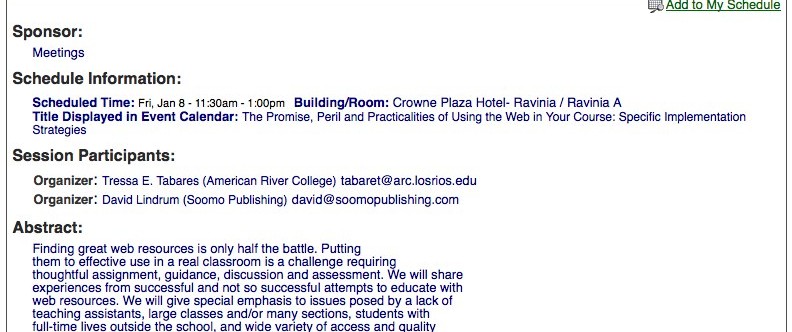 Add to My Schedule
Sponsor:
Meetings
Schedule Information:
Scheduled Time: Fri, Jan 8 - 11:30am - 1:00pm Building/Room: Crowne Plaza Hotel- Ravinia / Ravinia A
Title Displayed in Event Calendar: The Promise, Peril and Practicalities of Using the Web in Your Course: Specific Implementation
Strategies
Session Participants:
Organizer: Tressa E. Tabares (American River College) tabaret@arc.losrios.edu
Organizer: David Lindrum (Soomo Publishing) david@soomopublishing.com
Abstract:
Finding great web resources is only half the battle. Putting
them to effective use in a real classroom is a challenge requiring
thoughtful assignment, guidance, discussion and assessment. We will share
experiences from successful and not so successful attempts to educate with
web resources. We will give special emphasis to issues posed by a lack of
teaching assistants, large classes and/or many sections, students with
full-time lives outside the school, and wide variety of access and quality